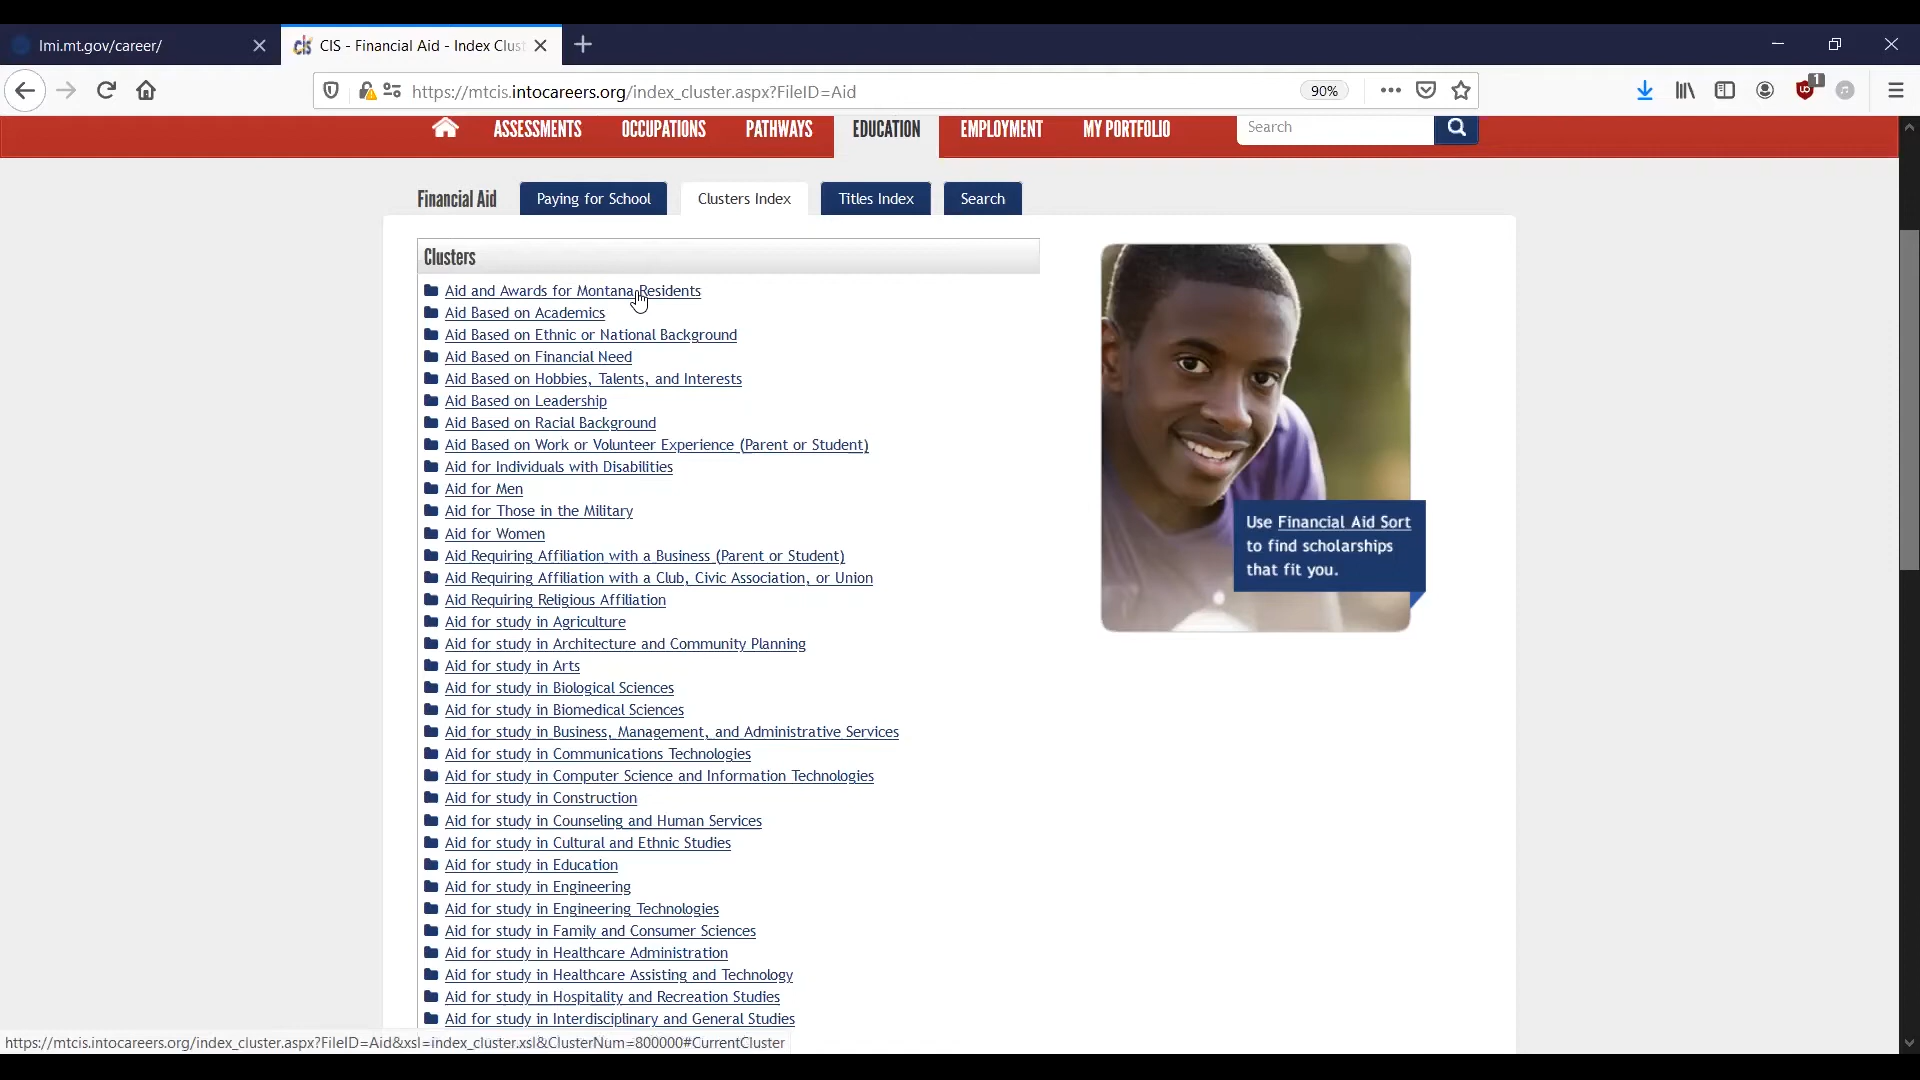 lmi.mt.gov/career/
CIS - Financial Aid - Index Clust
https://mtcis.intocareers.org/index_cluster.aspx?FileID=Aid
90%
1
ASSESSMENTS
OCCUPATIONS
PATHWAYS
EDUCATION
EMPLOYMENT
MY PORTFOLIO
Search
Financial Aid
Paying for School
Clusters Index
Titles Index
Search
Clusters
Aid and Awards for Montana Residents
Aid Based on Academics
Aid Based on Ethnic or National Background
Aid Based on Financial Need
Aid Based on Hobbies, Talents, and Interests
Aid Based on Leadership
Aid Based on Racial Background
Aid Based on Work or Volunteer Experience (Parent or Student)
Aid for Individuals with Disabilities
Aid for Men
Aid for Those in the Military
Aid for Women
Aid Requiring Affiliation with a Business (Parent or Student)
Aid Requiring Affiliation with a Club, Civic Association, or Union
Aid Requiring Religious Affiliation
Aid for study in Agriculture
Aid for study in Architecture and Community Planning
Aid for study in Arts
Aid for study in Biological Sciences
Aid for study in Biomedical Sciences
Aid for study in Business, Management, and Administrative Services
Aid for study in Communications Technologies
Aid for study in Computer Science and Information Technologies
Aid for study in Construction
Aid for study in Counseling and Human Services
Aid for study in Cultural and Ethnic Studies
Aid for study in Education
Aid for study in Engineering
Aid for study in Engineering Technologies
Aid for study in Family and Consumer Sciences
Aid for study in Healthcare Administration
Aid for study in Healthcare Assisting and Technology
Aid for study in Hospitality and Recreation Studies
Aid for study in Interdisciplinary and General Studies
Use Financial Aid Sort
to find scholarships
that fit you.
https://mtcis.intocareers.org/index_cluster.aspx?FileID=Aid&xsl=index_cluster.xsl&ClusterNum=800000#CurrentCluster